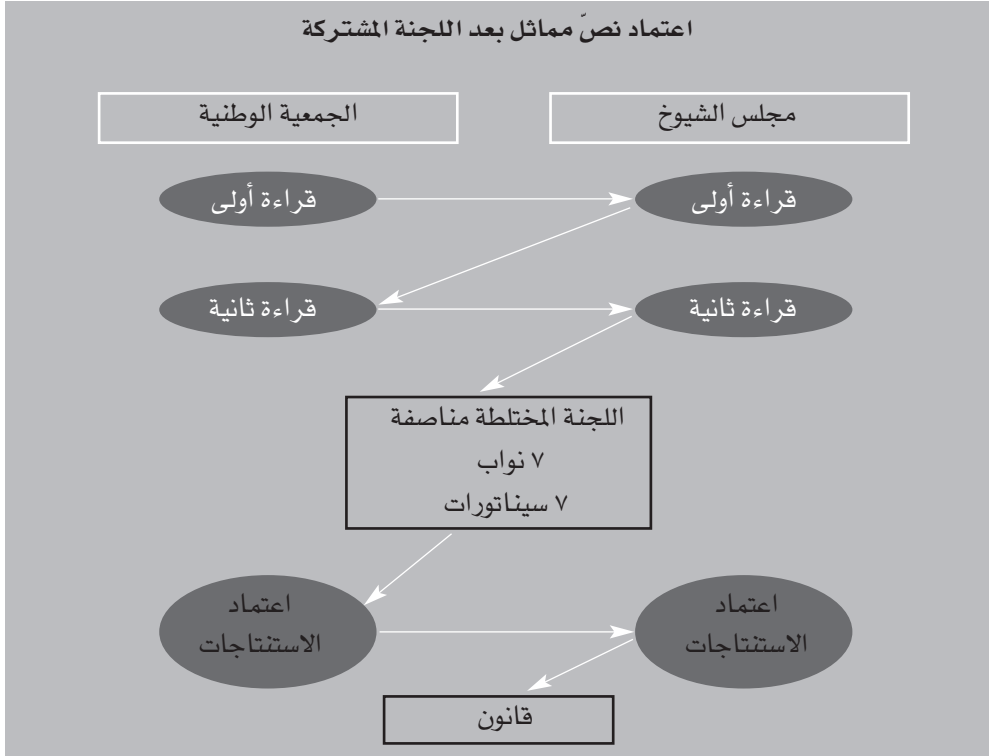 اعتماد نصّ مماثل بعد اللجنة المشتركة
مجلس الشيوخ
الجمعية الوطنية
قراءة أولى
قراءة أولى
قراءة ثانية
قراءة ثانية
اللجنة المختلطة مناصفة
٧ نواب
٧ سيناتورات
اعتماد
الاستنتاجات
اعتماد
الاستنتاجات
قانون